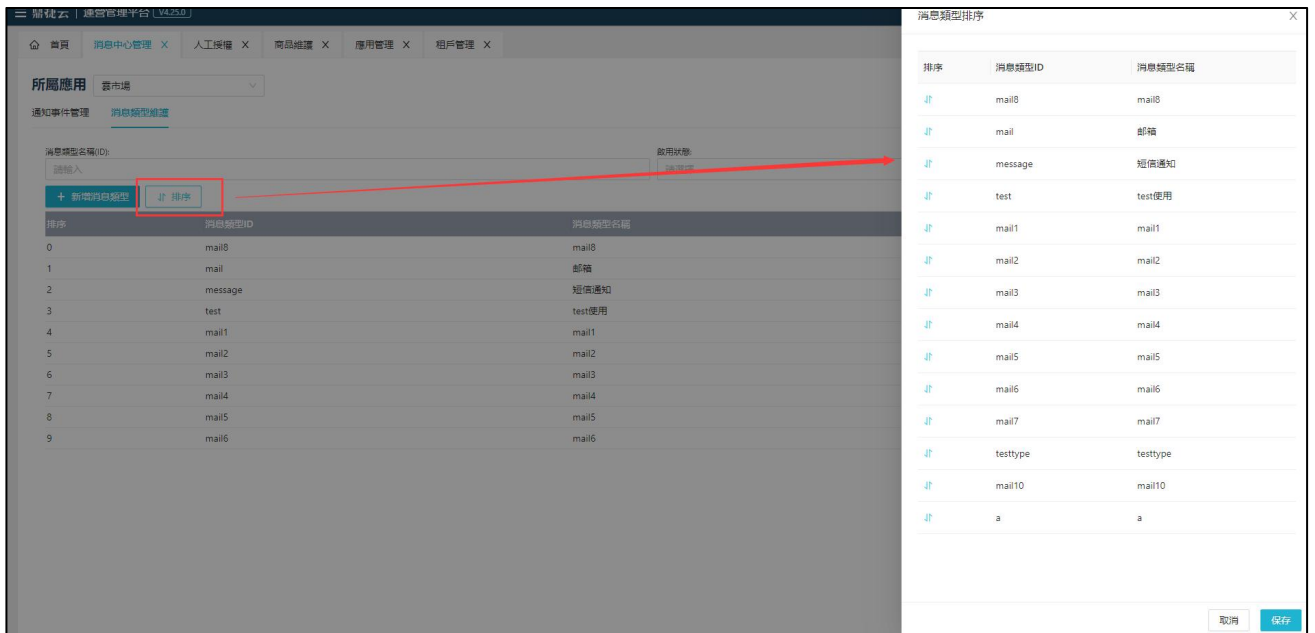 鼎捷云 | 運營管理平台 V4.25.0
首頁 消息中心管理 X 人工授權 X 商品維護 X 應用管理 X 租戶管理 X
所屬應用 雲市場
通知事件管理 消息類型維護
消息類型名稱(ID): 啟用狀態:
請輸入 請選擇
+ 新增消息類型 排序
排序 消息類型ID 消息類型名稱
0 mail8 mail8
1 mail 邮箱
2 message 短信通知
3 test test使用
4 mail1 mail1
5 mail2 mail2
6 mail3 mail3
7 mail4 mail4
8 mail5 mail5
9 mail6 mail6
消息類型排序 X
排序 消息類型ID 消息類型名稱
mail8 mail8
mail 邮箱
message 短信通知
test test使用
mail1 mail1
mail2 mail2
mail3 mail3
mail4 mail4
mail5 mail5
mail6 mail6
mail7 mail7
testtype testtype
mail10 mail10
a a
取消 保存